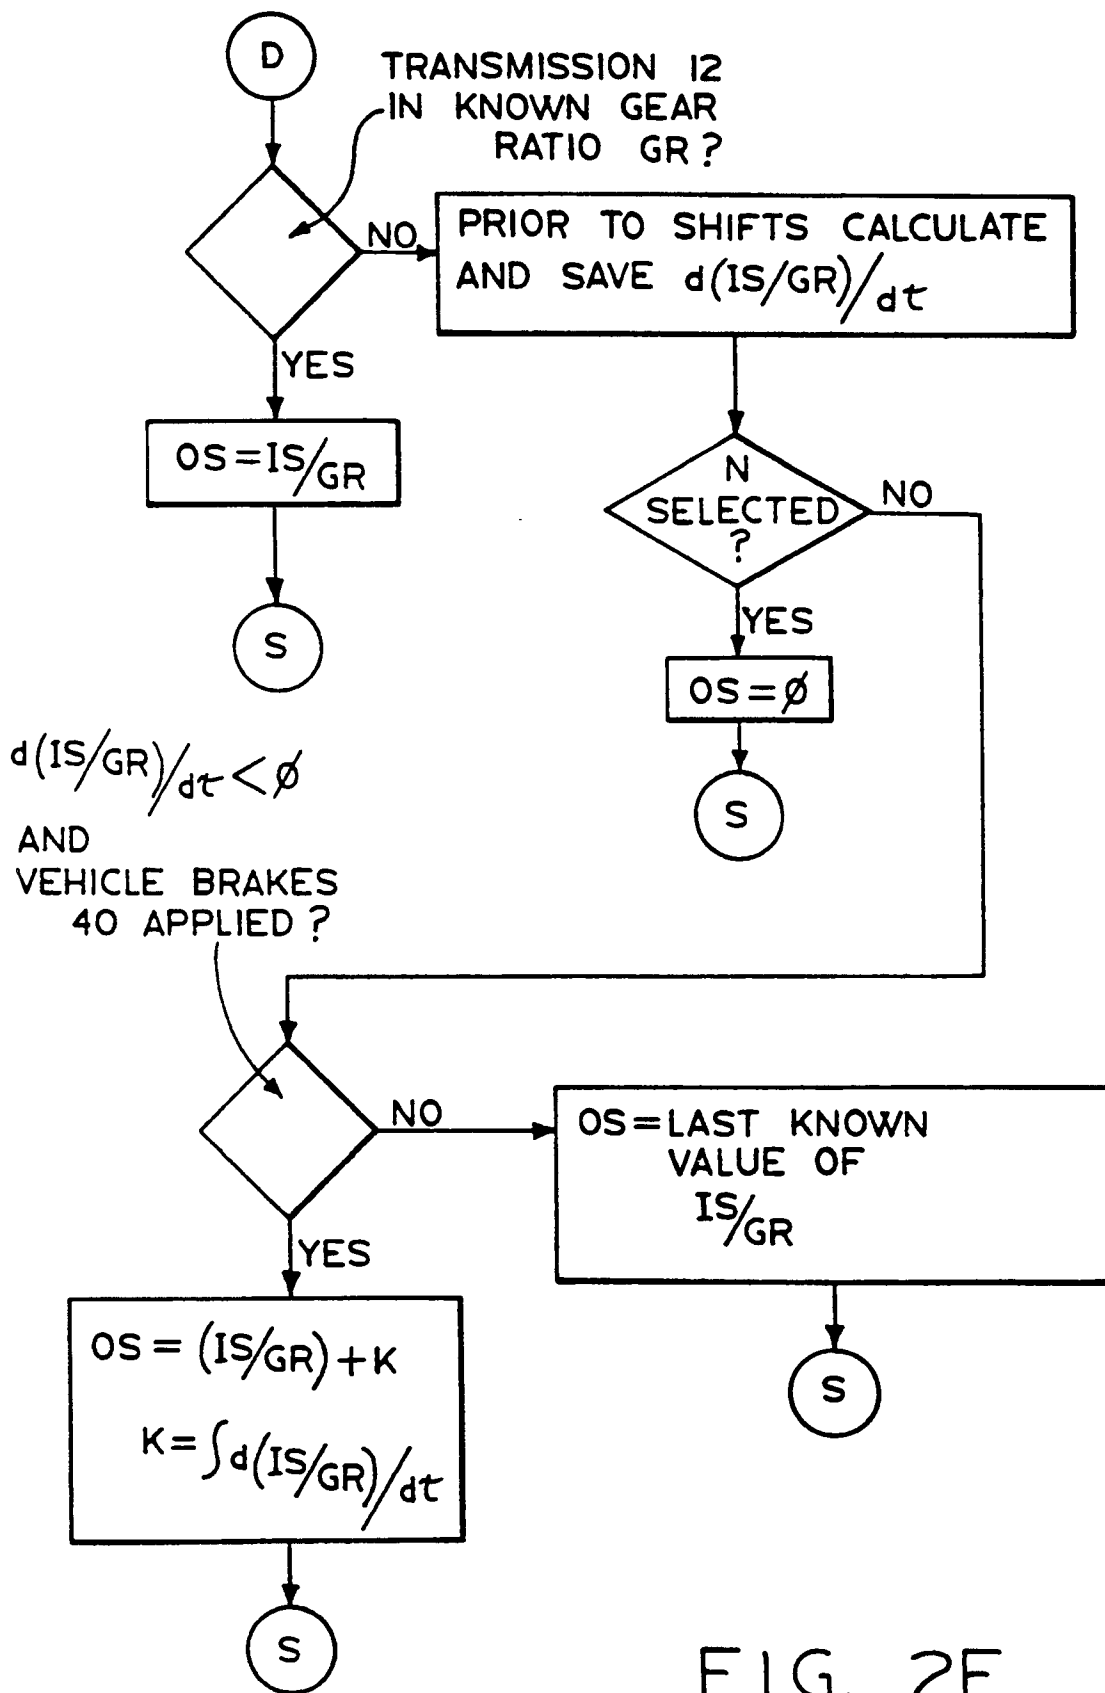 D
TRANSMISSION 12
IN KNOWN GEAR
RATIO GR ?
NO
PRIOR TO SHIFTS CALCULATE
AND SAVE d(IS/GR)/dt
YES
OS = IS/GR
S
N
SELECTED
?
NO
YES
OS = Ø
S
d(IS/GR)/dt < Ø
AND
VEHICLE BRAKES
40 APPLIED ?
NO
OS = LAST KNOWN
VALUE OF
IS/GR
S
YES
OS = (IS/GR) + K
K = ∫d(IS/GR)/dt
S